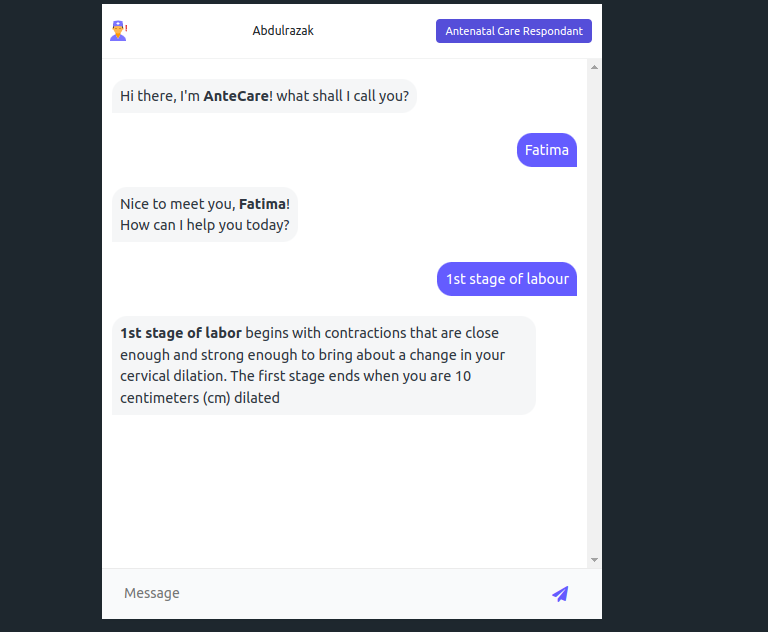 Abdulrazak
Antenatal Care Respondant
Hi there, I'm AnteCare! what shall I call you?
Fatima
Nice to meet you, Fatima!
How can I help you today?
1st stage of labour
1st stage of labor begins with contractions that are close
enough and strong enough to bring about a change in your
cervical dilation. The first stage ends when you are 10
centimeters (cm) dilated
Message